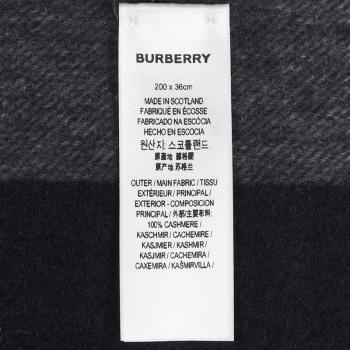 BURBERRY
200 x 36cm
MADE IN SCOTLAND
FABRIQUÉ EN ÉCOSSE
FABRICADO NA ESCÓCIA
HECHO EN ESCOCIA
원산지: 스코틀랜드
原產地: 蘇格蘭
原产地: 苏格兰
OUTER / MAIN FABRIC / TISSU
EXTÉRIEUR / PRINCIPAL /
EXTERIOR - COMPOSICIÓN
PRINCIPAL / 外部/主要布料:
100% CASHMERE /
KASCHMIR / CACHEMIRE /
KASJMIER / KASHMIR /
KASJMIR / CACHEMIRA /
CAXEMIRA / KAŠMIRVILLA /